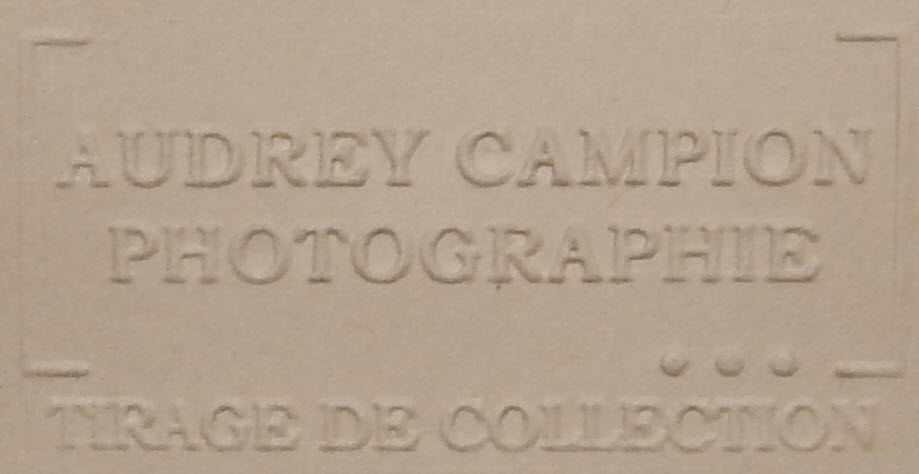 AUDREY CAMPION
PHOTOGRAPHIE
TIRAGE DE COLLECTION